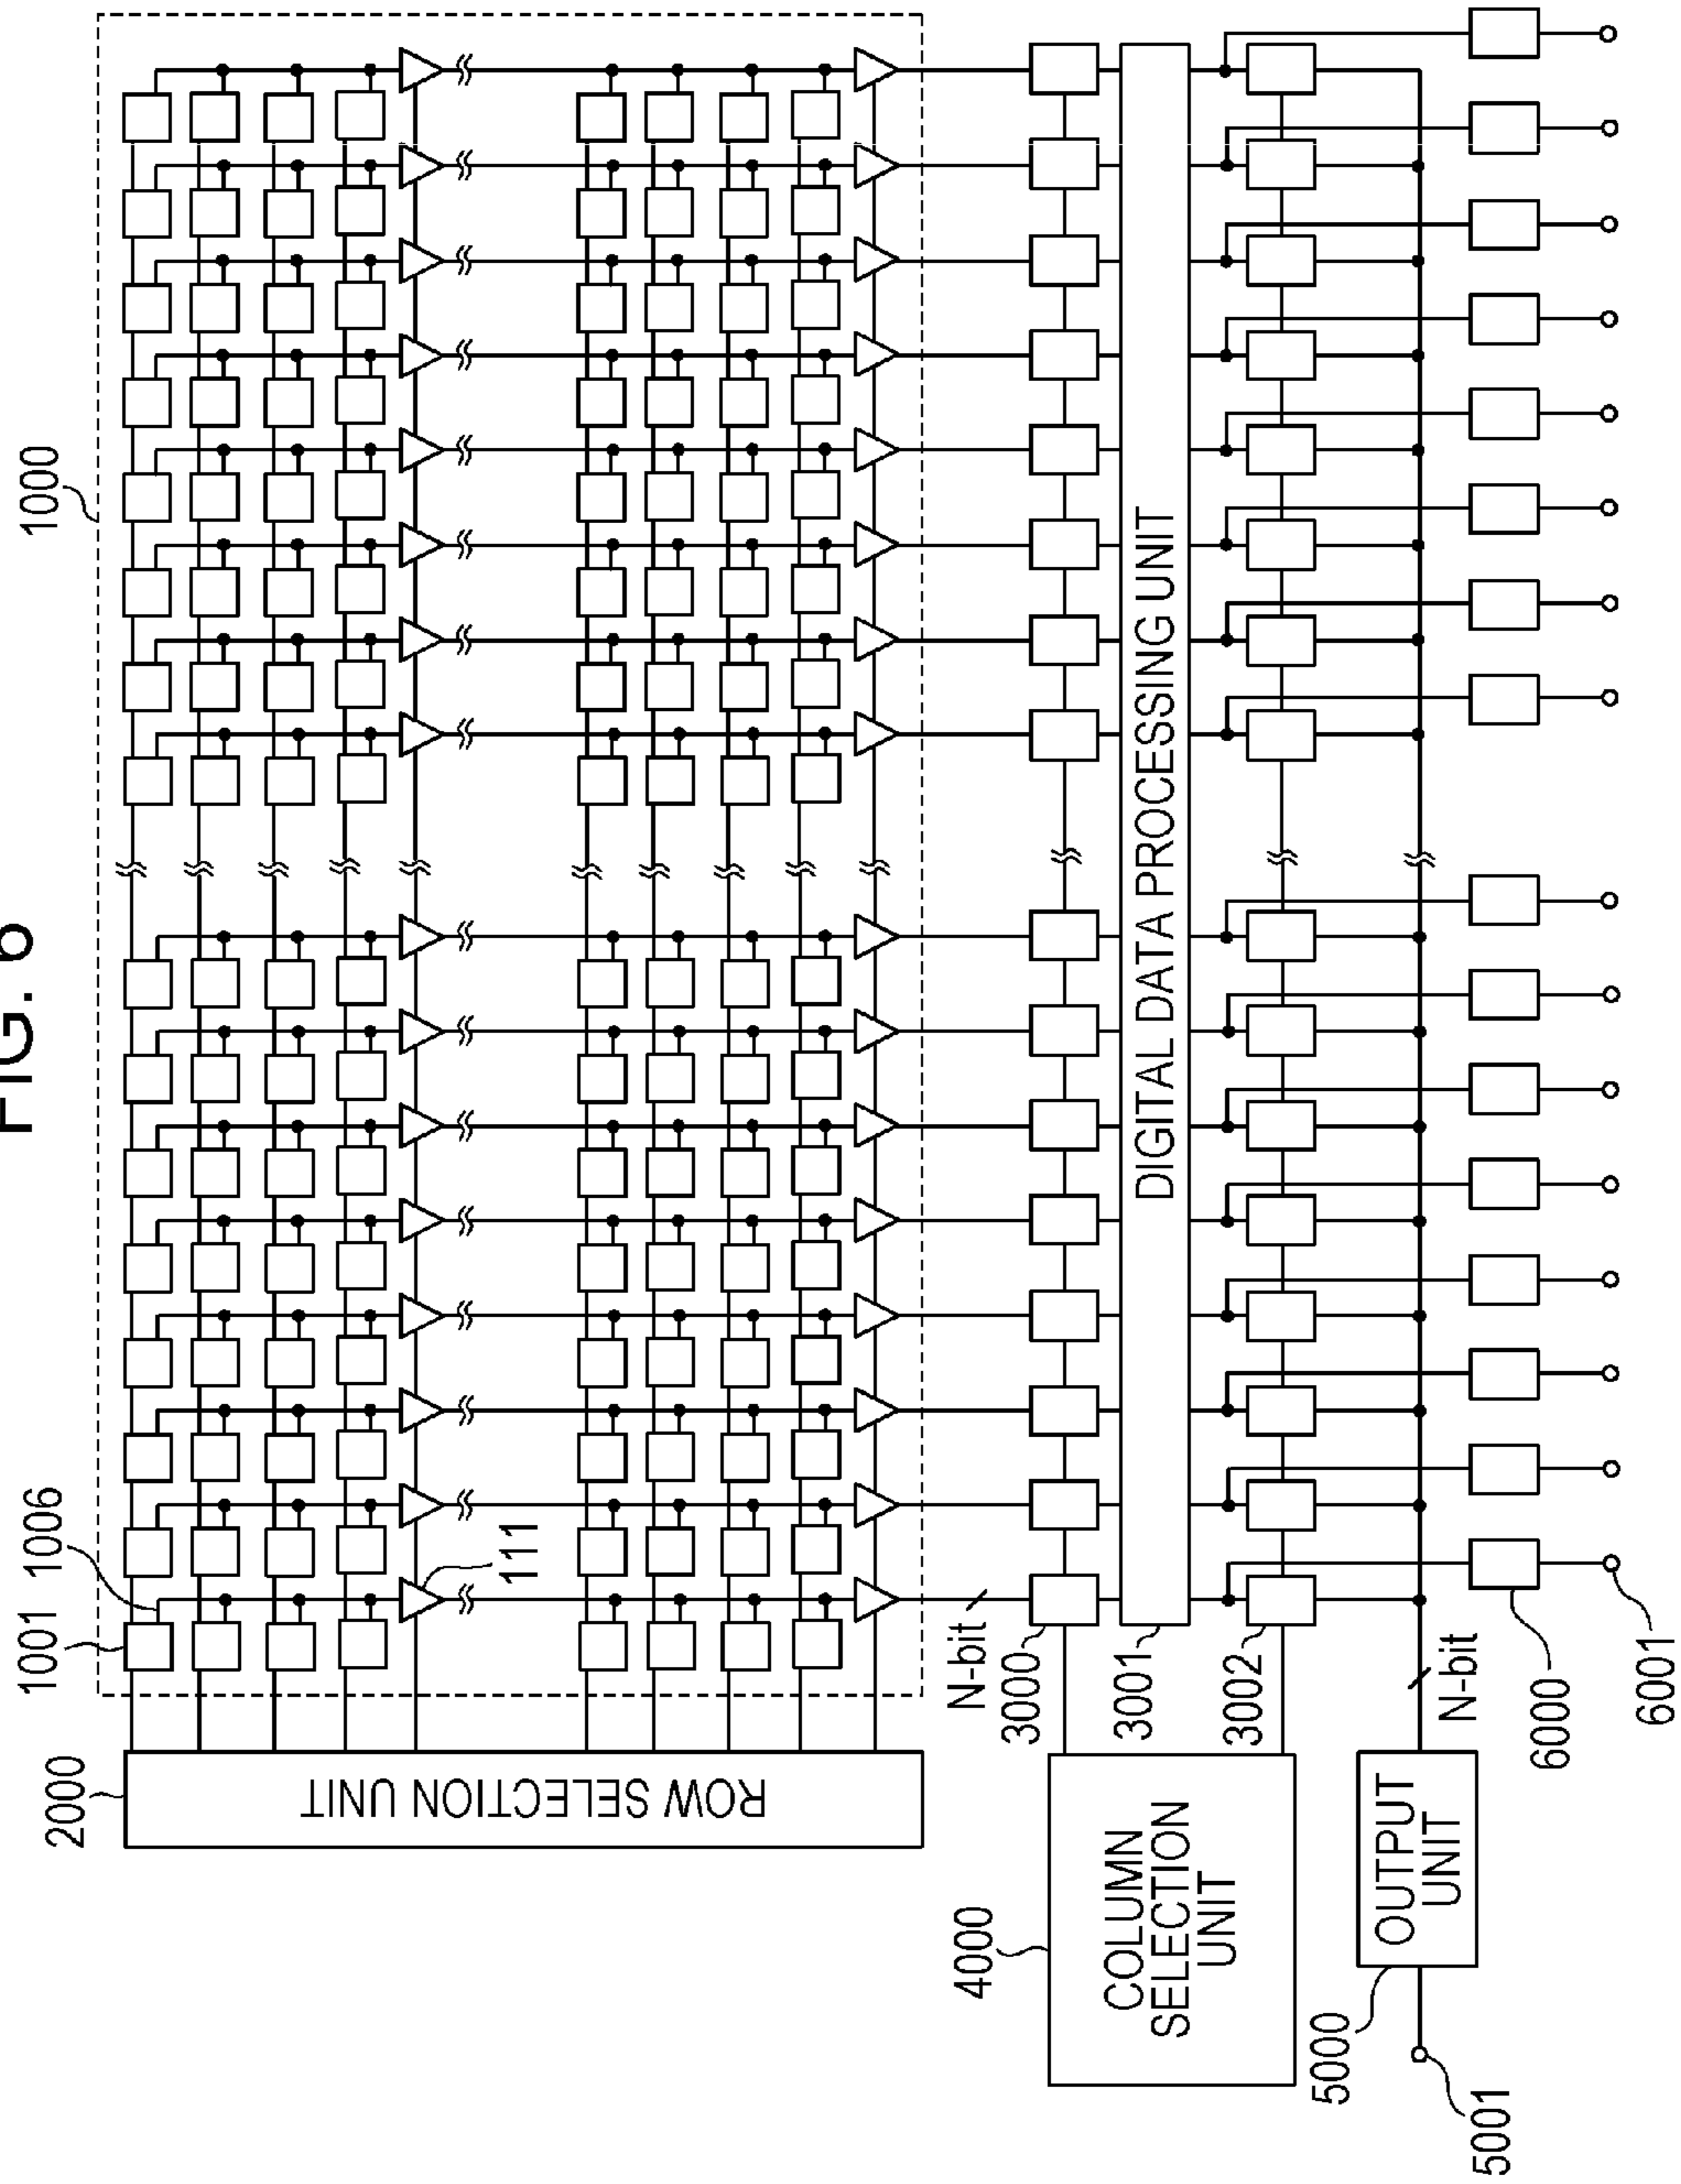 FIG. 6
1000
1001
1006
111
2000
ROW SELECTION UNIT
N-bit
3000
3001
DIGITAL DATA PROCESSING UNIT
3002
4000
COLUMN
SELECTION
UNIT
N-bit
5000
OUTPUT
UNIT
5001
6000
6001